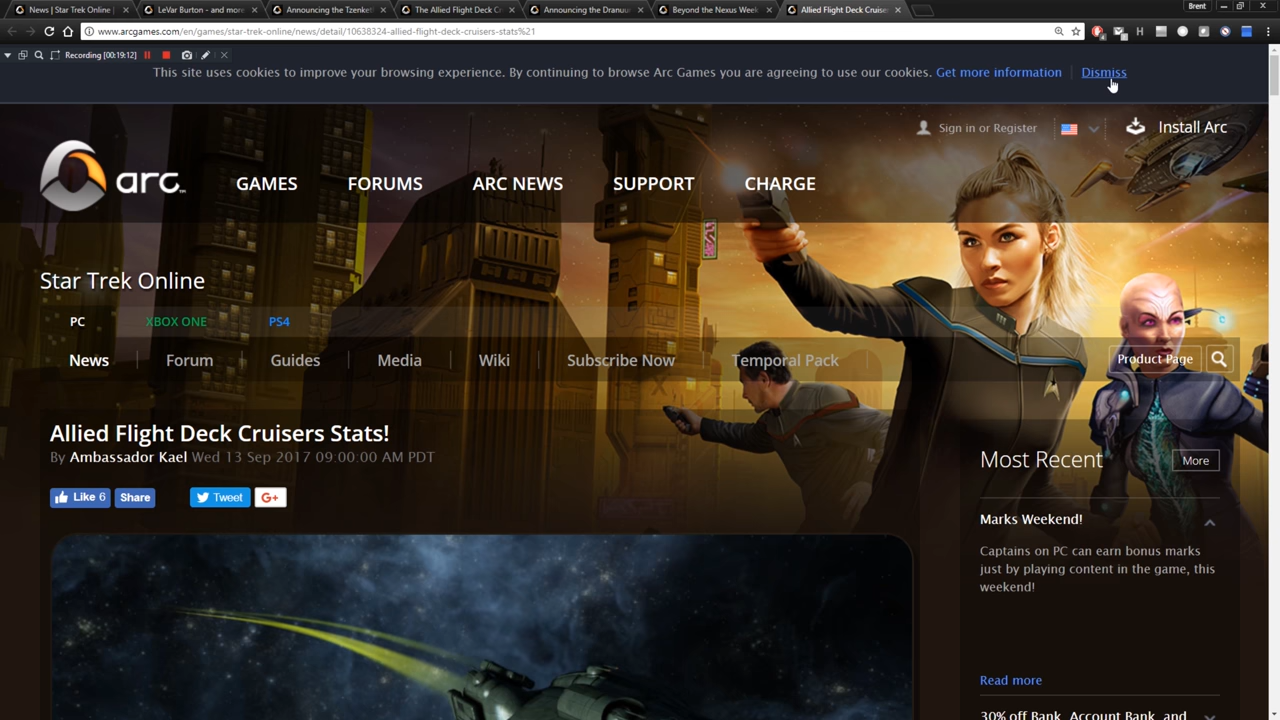 News | Star Trek Online
LeVar Burton - and more
Announcing the Tzenketh
The Allied Flight Deck C
Announcing the Dranuu
Beyond the Nexus Week
Allied Flight Deck Cruise
Brent
www.arcgames.com/en/games/star-trek-online/news/detail/10638324-allied-flight-deck-cruisers-stats%21
Recording [00:19:12]
This site uses cookies to improve your browsing experience. By continuing to browse Arc Games you are agreeing to use our cookies. Get more information
Dismiss
Sign in or Register
Install Arc
arc
GAMES
FORUMS
ARC NEWS
SUPPORT
CHARGE
Star Trek Online
PC
XBOX ONE
PS4
News
Forum
Guides
Media
Wiki
Subscribe Now
Temporal Pack
Product Page
Allied Flight Deck Cruisers Stats!
By Ambassador Kael Wed 13 Sep 2017 09:00:00 AM PDT
Like 6
Share
Tweet
G+
Most Recent
More
Marks Weekend!
Captains on PC can earn bonus marks
just by playing content in the game, this
weekend!
Read more
30% off Bank, Account Bank, and